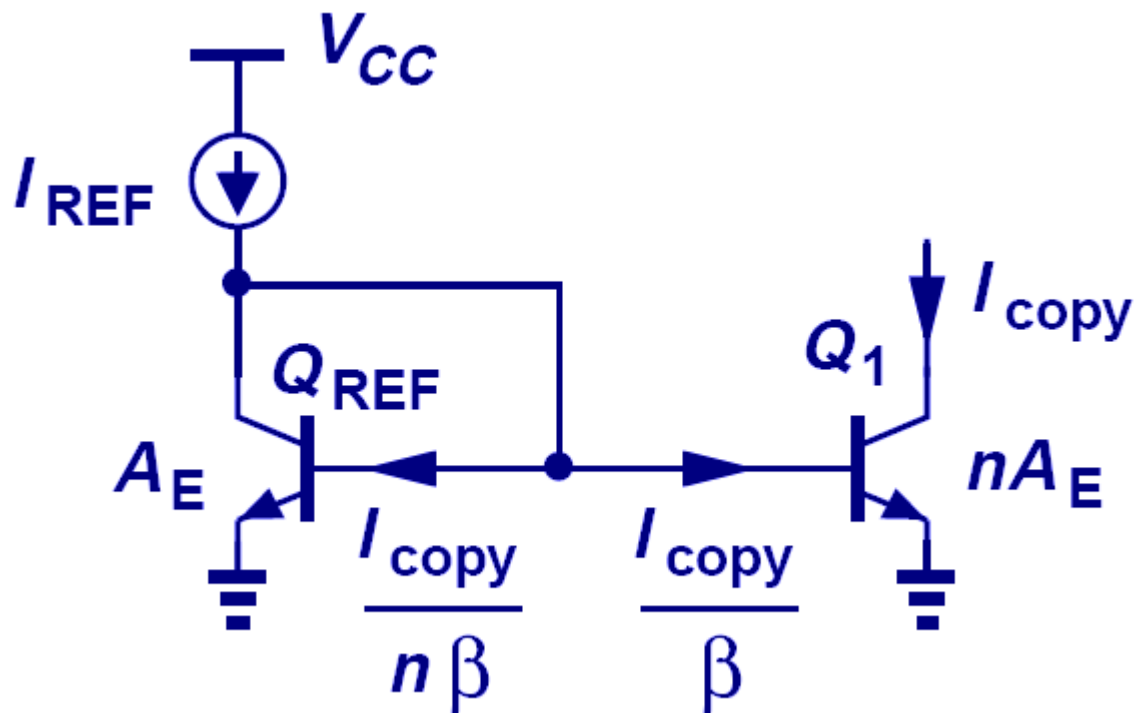 V_CC
I_REF
I_copy
Q_REF
Q_1
A_E
nA_E
I_copy / nβ
I_copy / β